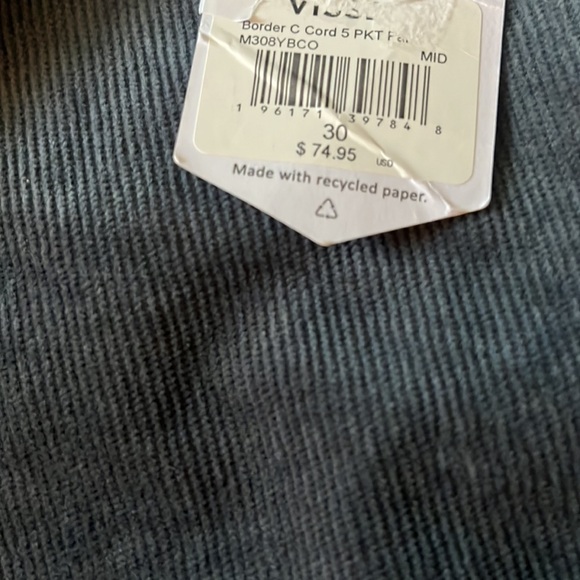 Border C Cord 5 PKT
M308YBCO MID
1 96171 39784 8
30
$ 74.95 USD
Made with recycled paper.